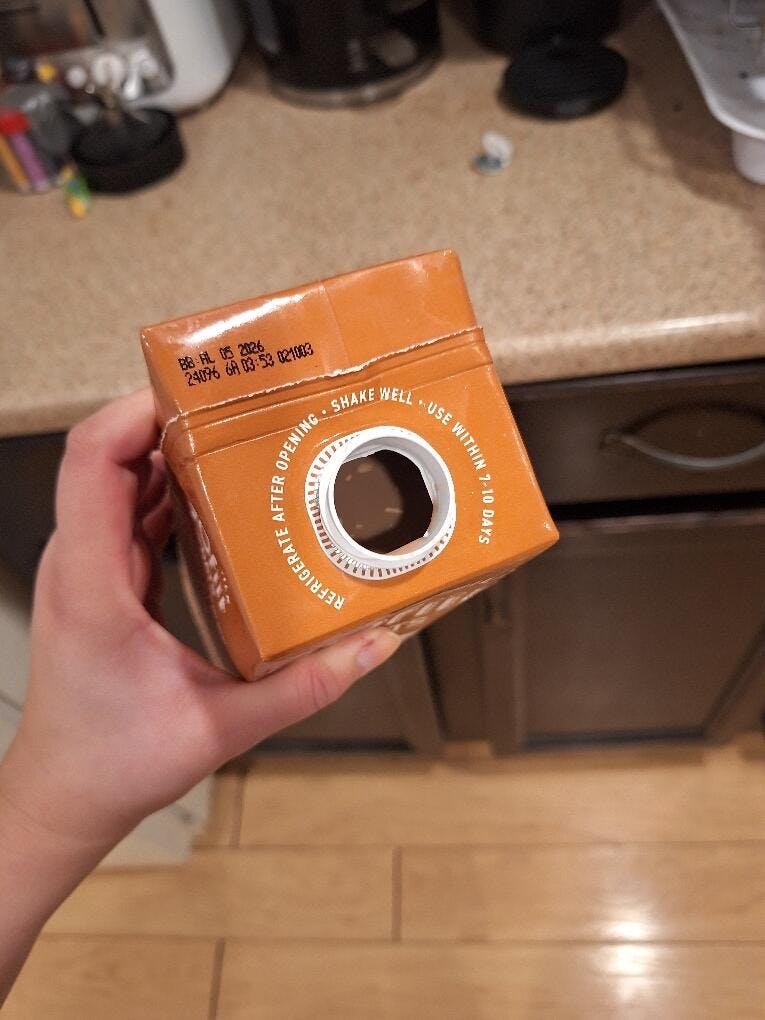 BB AL 05 2026
24096 6A 03:53 021003
REFRIGERATE AFTER OPENING • SHAKE WELL • USE WITHIN 7-10 DAYS